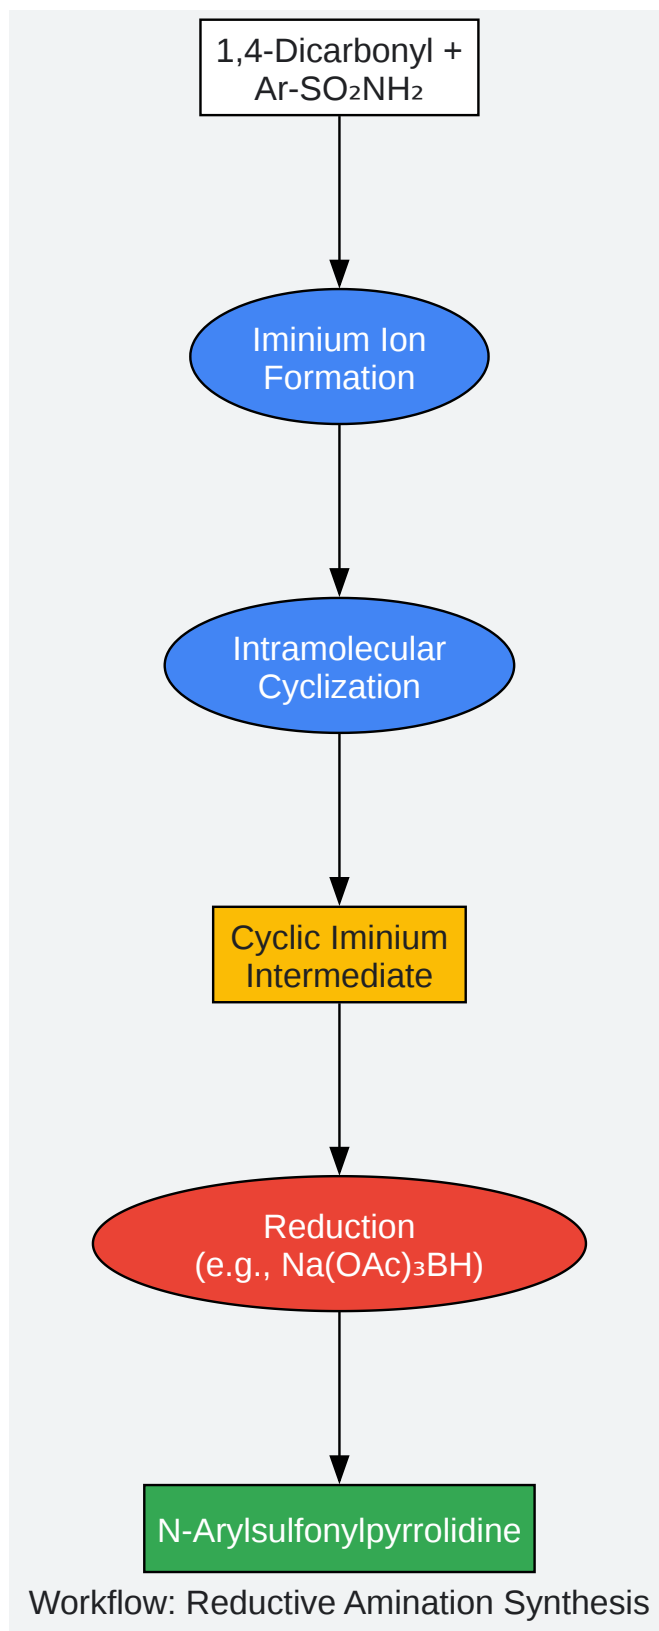 1,4-Dicarbonyl +
Ar-SO₂NH₂
Iminium Ion
Formation
Intramolecular
Cyclization
Cyclic Iminium
Intermediate
Reduction
(e.g., Na(OAc)₃BH)
N-Arylsulfonylpyrrolidine
Workflow: Reductive Amination Synthesis